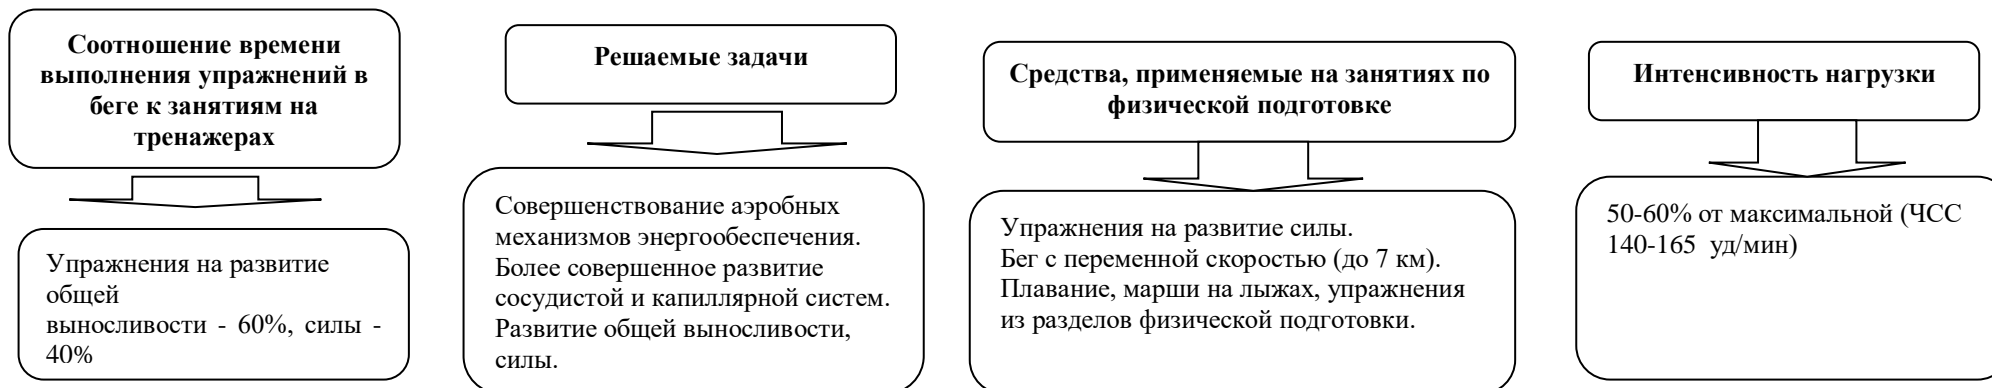 Соотношение времени
выполнения упражнений в
беге к занятиям на
тренажерах
Упражнения на развитие
общей
выносливости - 60%, силы -
40%
Решаемые задачи
Совершенствование аэробных
механизмов энергообеспечения.
Более совершенное развитие
сосудистой и капиллярной систем.
Развитие общей выносливости,
силы.
Средства, применяемые на занятиях по
физической подготовке
Упражнения на развитие силы.
Бег с переменной скоростью (до 7 км).
Плавание, марши на лыжах, упражнения
из разделов физической подготовки.
Интенсивность нагрузки
50-60% от максимальной (ЧСС
140-165 уд/мин)